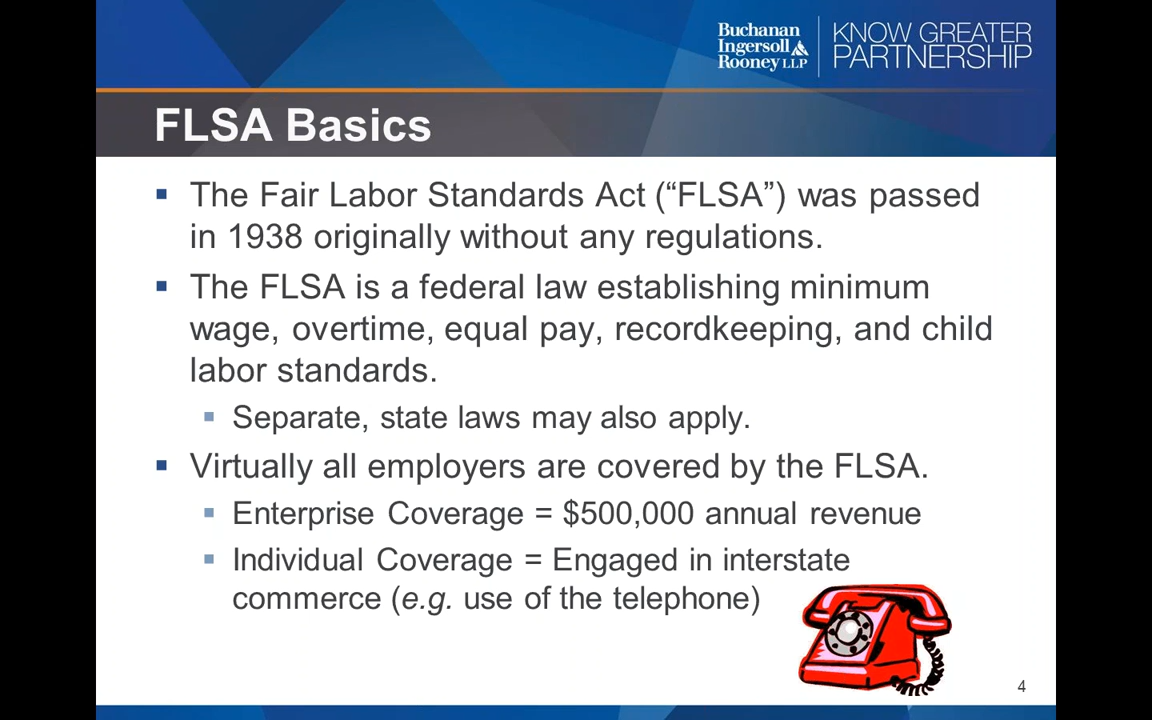 Buchanan
Ingersoll
Rooney LLP
KNOW GREATER
PARTNERSHIP
FLSA Basics
▪ The Fair Labor Standards Act (“FLSA”) was passed
in 1938 originally without any regulations.
▪ The FLSA is a federal law establishing minimum
wage, overtime, equal pay, recordkeeping, and child
labor standards.
▪ Separate, state laws may also apply.
▪ Virtually all employers are covered by the FLSA.
▪ Enterprise Coverage = $500,000 annual revenue
▪ Individual Coverage = Engaged in interstate
commerce (e.g. use of the telephone)
4